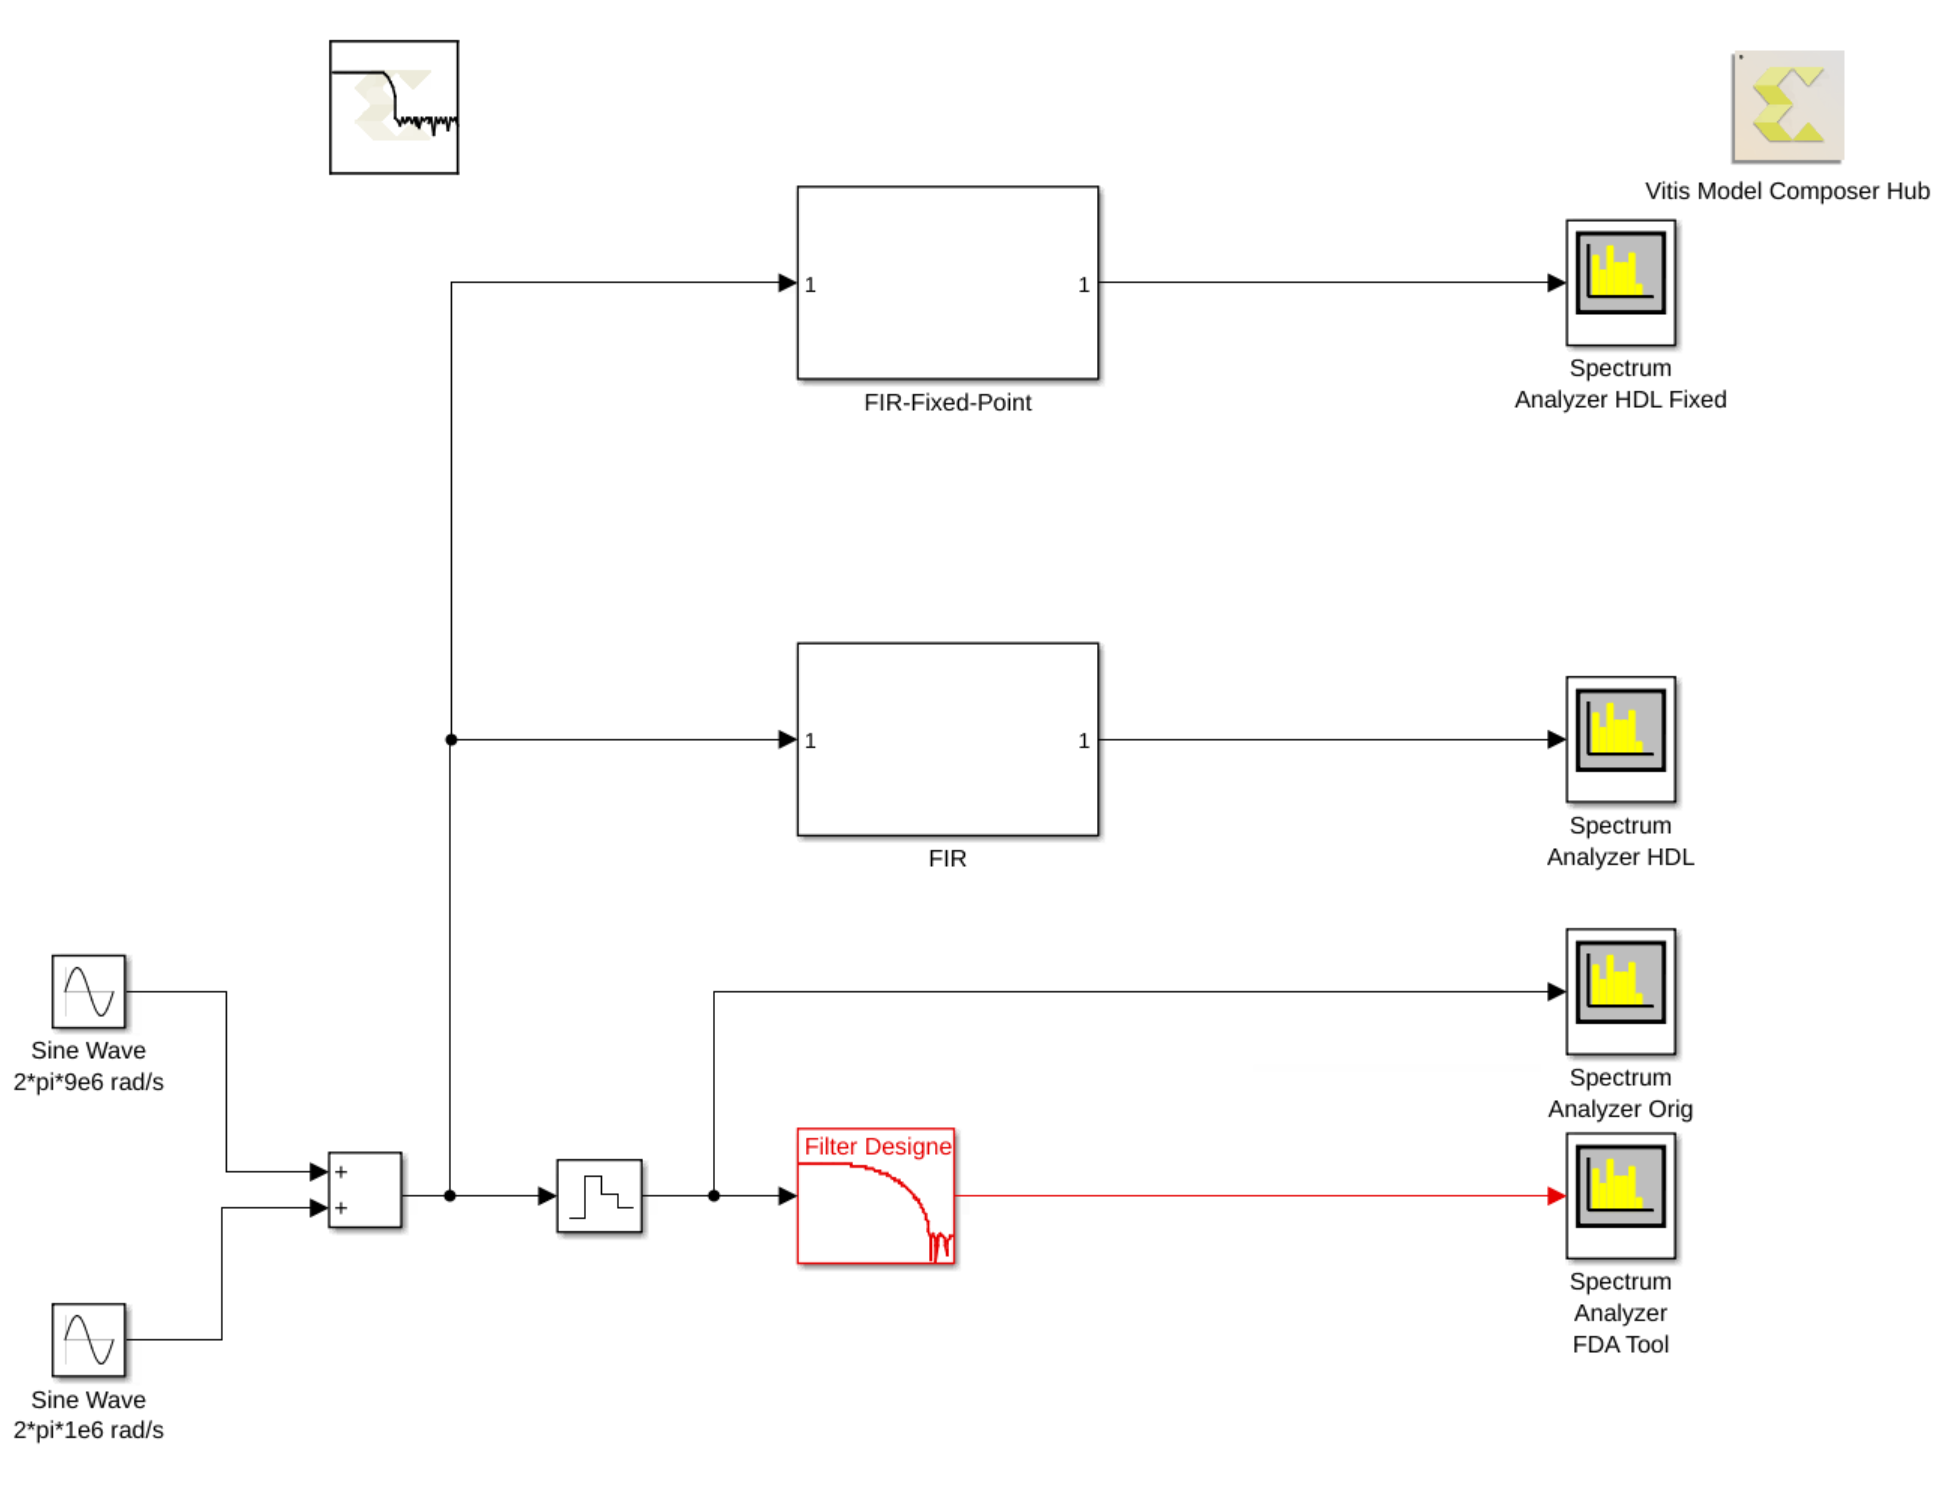 Vitis Model Composer Hub
1
1
FIR-Fixed-Point
Spectrum
Analyzer HDL Fixed
1
1
FIR
Spectrum
Analyzer HDL
Sine Wave
2*pi*9e6 rad/s
Spectrum
Analyzer Orig
+
+
Filter Designe
Spectrum
Analyzer
FDA Tool
Sine Wave
2*pi*1e6 rad/s